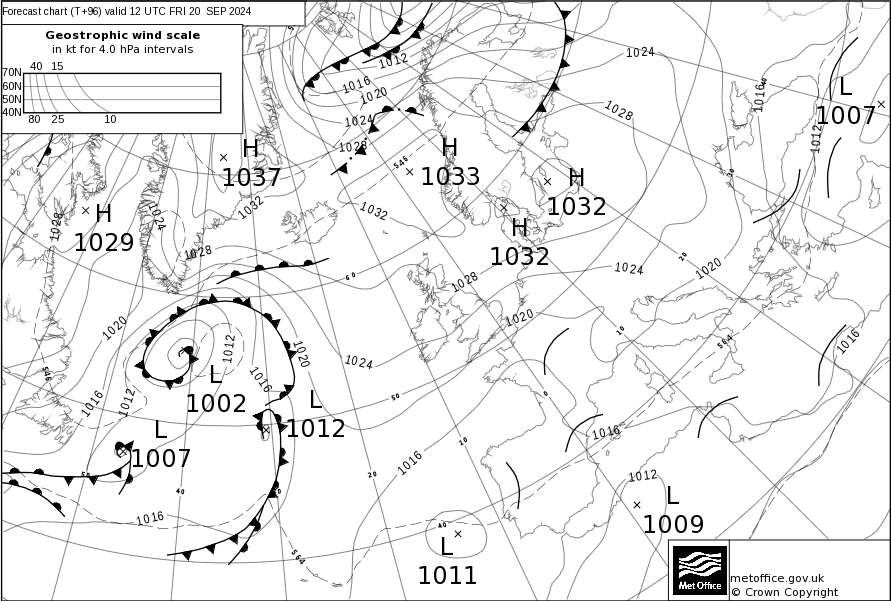 Forecast chart (T+96) valid 12 UTC FRI 20 SEP 2024
Geostrophic wind scale
in kt for 4.0 hPa intervals
40 15
70N
60N
50N
40N
80 25 10
1012
1016
1020
1024
1028
1024
1028
1016
L
1007
1012
H
1037
H
1033
546
H
1032
H
1032
H
1029
1028
1024
1032
1032
1028
60
1028
1024
1020
20
1020
1020
1012
1020
1024
1016
10
564
1016
546
L
1002
1016
1012
1016
50
0
L
1012
L
1007
50
10
1016
1016
20
40
1012
L
1009
1016
40
L
1011
564
Met Office
metoffice.gov.uk
© Crown Copyright